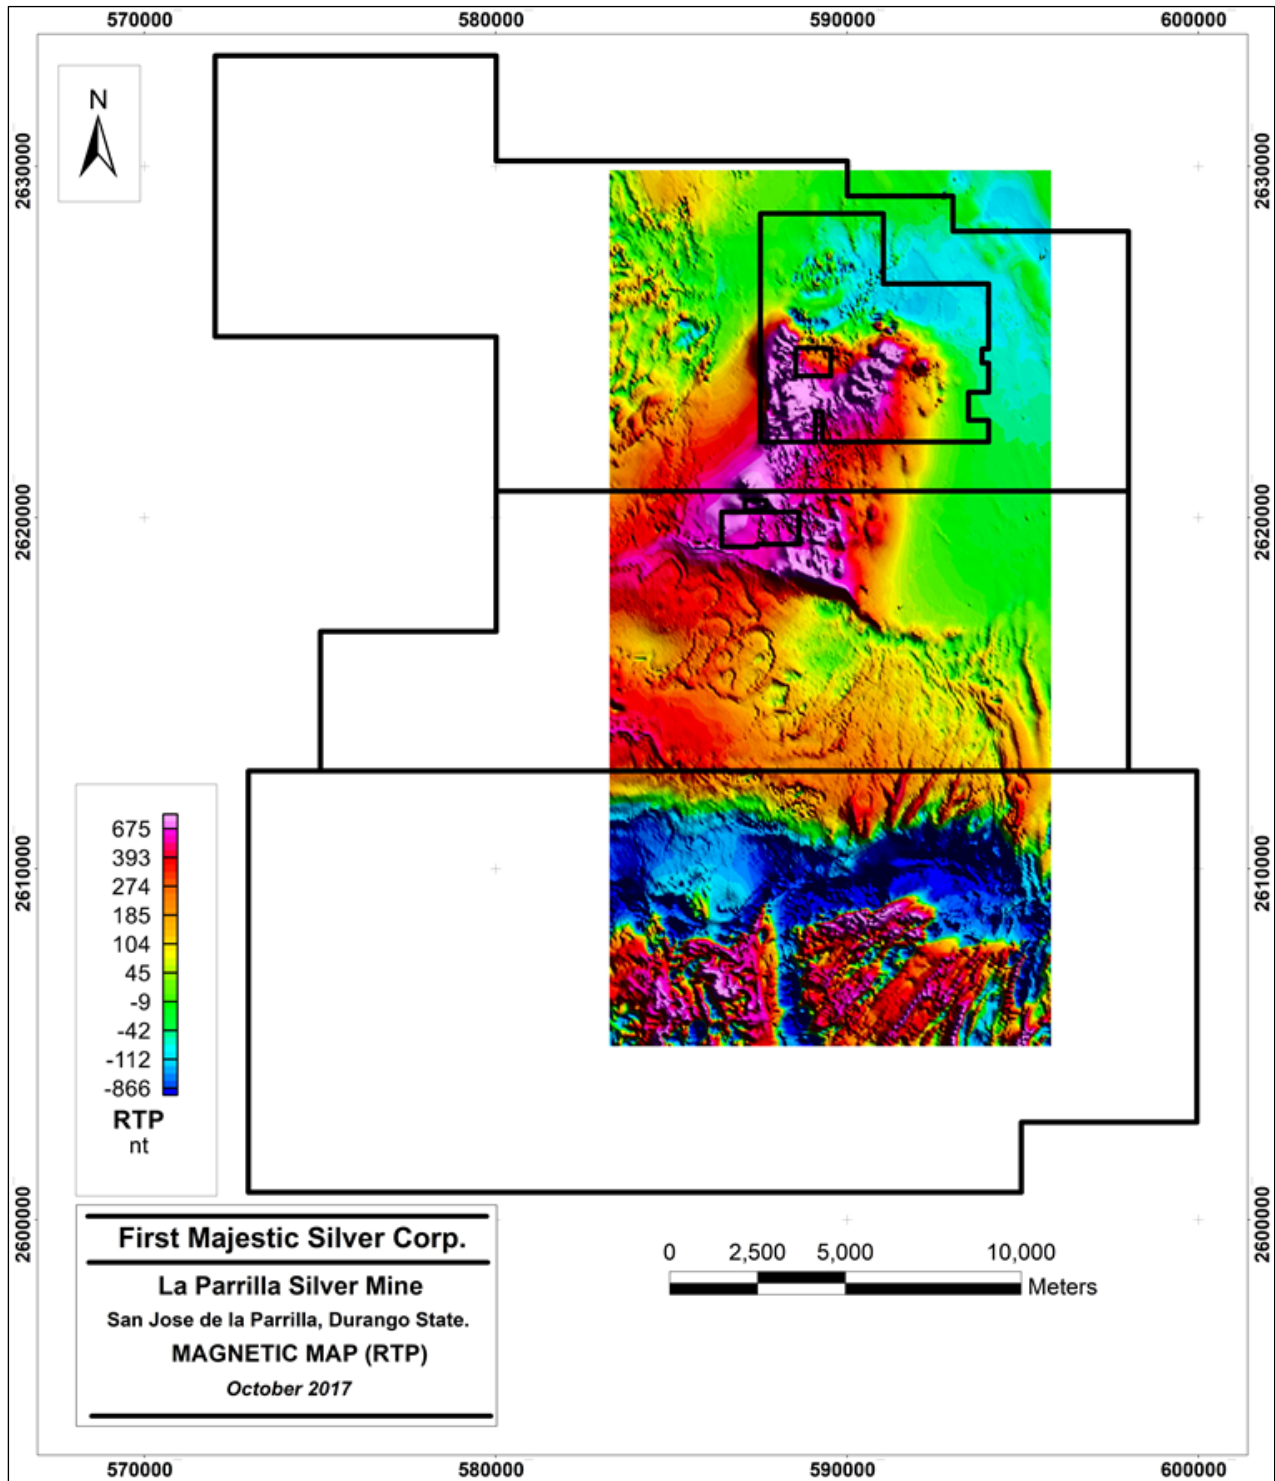 570000 580000 590000 600000
N
2630000 2630000
2620000 2620000
2610000 2610000
2600000 2600000
675
393
274
185
104
45
-9
-42
-112
-866
RTP
nt
First Majestic Silver Corp.
La Parrilla Silver Mine
San Jose de la Parrilla, Durango State.
MAGNETIC MAP (RTP)
October 2017
0 2,500 5,000 10,000
Meters
570000 580000 590000 600000